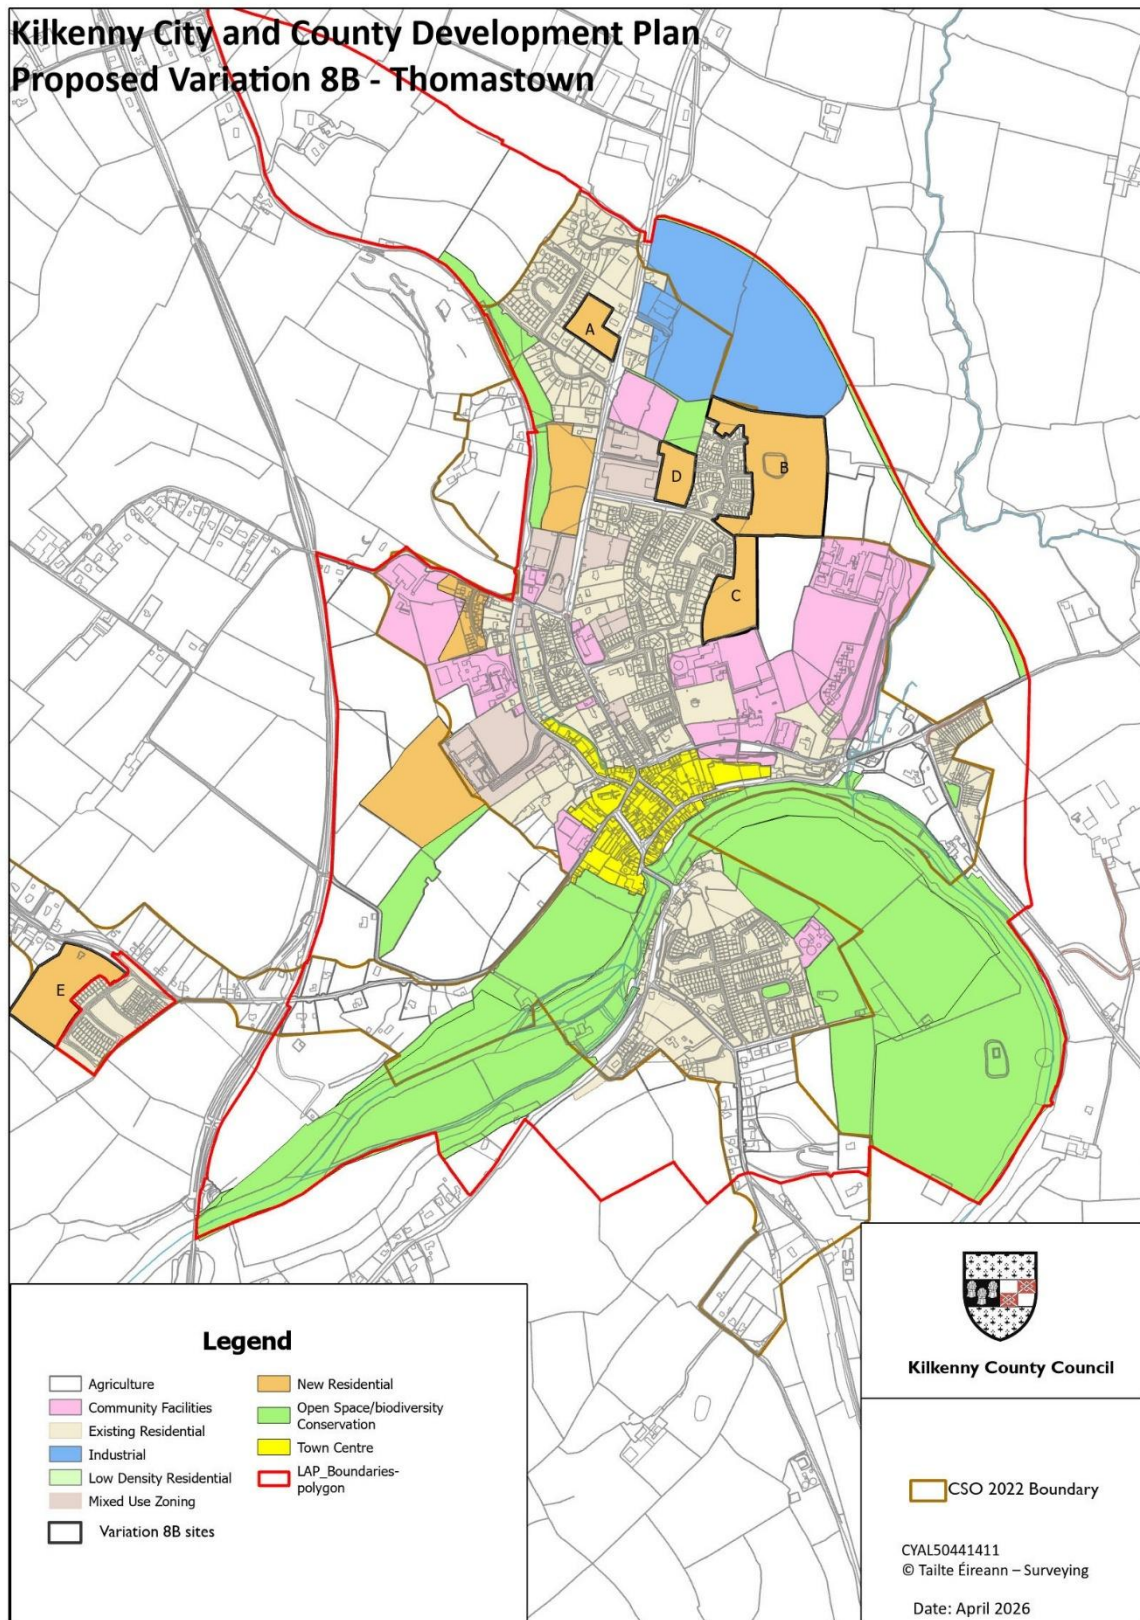 Kilkenny City and County Development Plan
Proposed Variation 8B - Thomastown
A
B
D
C
E
Legend
Agriculture
Community Facilities
Existing Residential
Industrial
Low Density Residential
Mixed Use Zoning
Variation 8B sites
New Residential
Open Space/biodiversity
Conservation
Town Centre
LAP_Boundaries-
polygon
Kilkenny County Council
CSO 2022 Boundary
CYAL50441411
© Tailte Éireann – Surveying
Date: April 2026